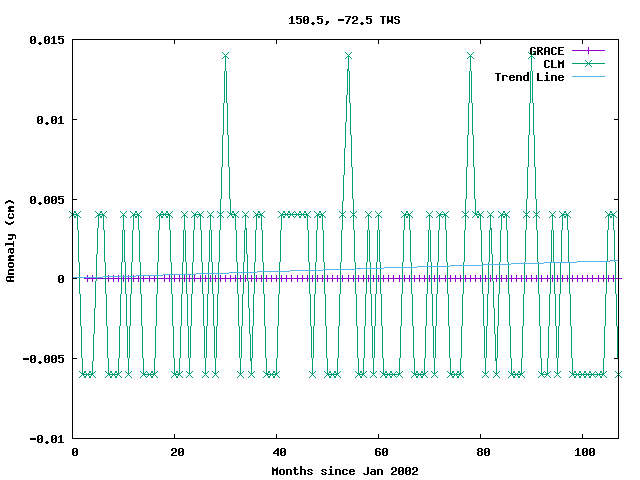 150.5, -72.5 TWS
GRACE
CLM
Trend Line
0.015
0.01
0.005
0
-0.005
-0.01
Anomaly (cm)
0 20 40 60 80 100
Months since Jan 2002